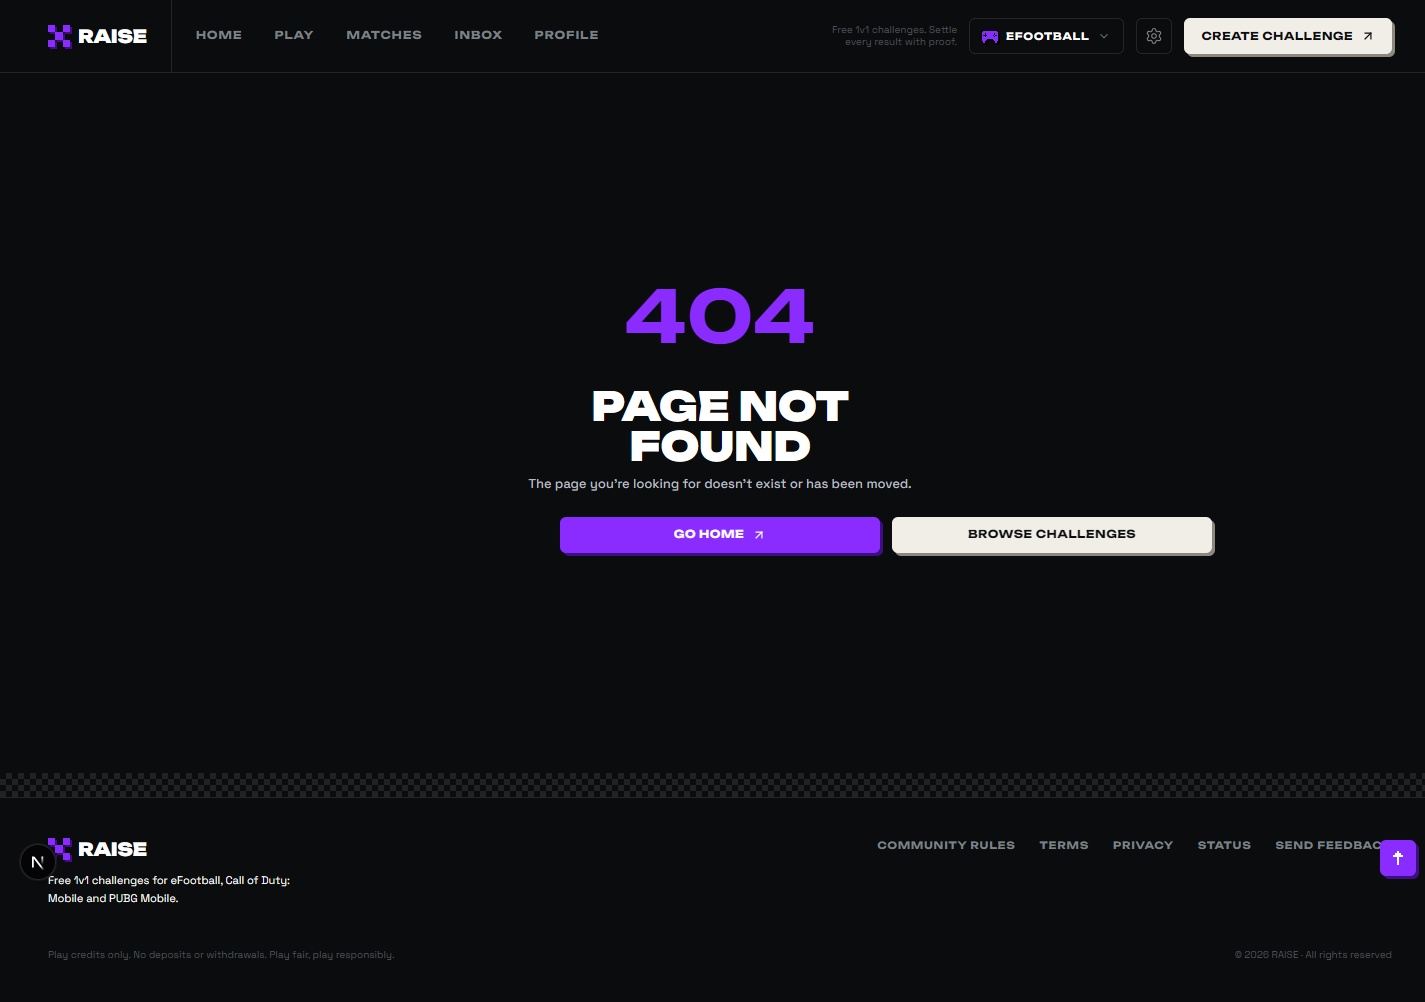 RAISE
HOME
PLAY
MATCHES
INBOX
PROFILE
Free 1v1 challenges. Settle
every result with proof.
EFOOTBALL
CREATE CHALLENGE
404
PAGE NOT
FOUND
The page you're looking for doesn't exist or has been moved.
GO HOME
BROWSE CHALLENGES
RAISE
COMMUNITY RULES
TERMS
PRIVACY
STATUS
SEND FEEDBAC
N
Free 1v1 challenges for eFootball, Call of Duty:
Mobile and PUBG Mobile.
Play credits only. No deposits or withdrawals. Play fair, play responsibly.
© 2026 RAISE · All rights reserved